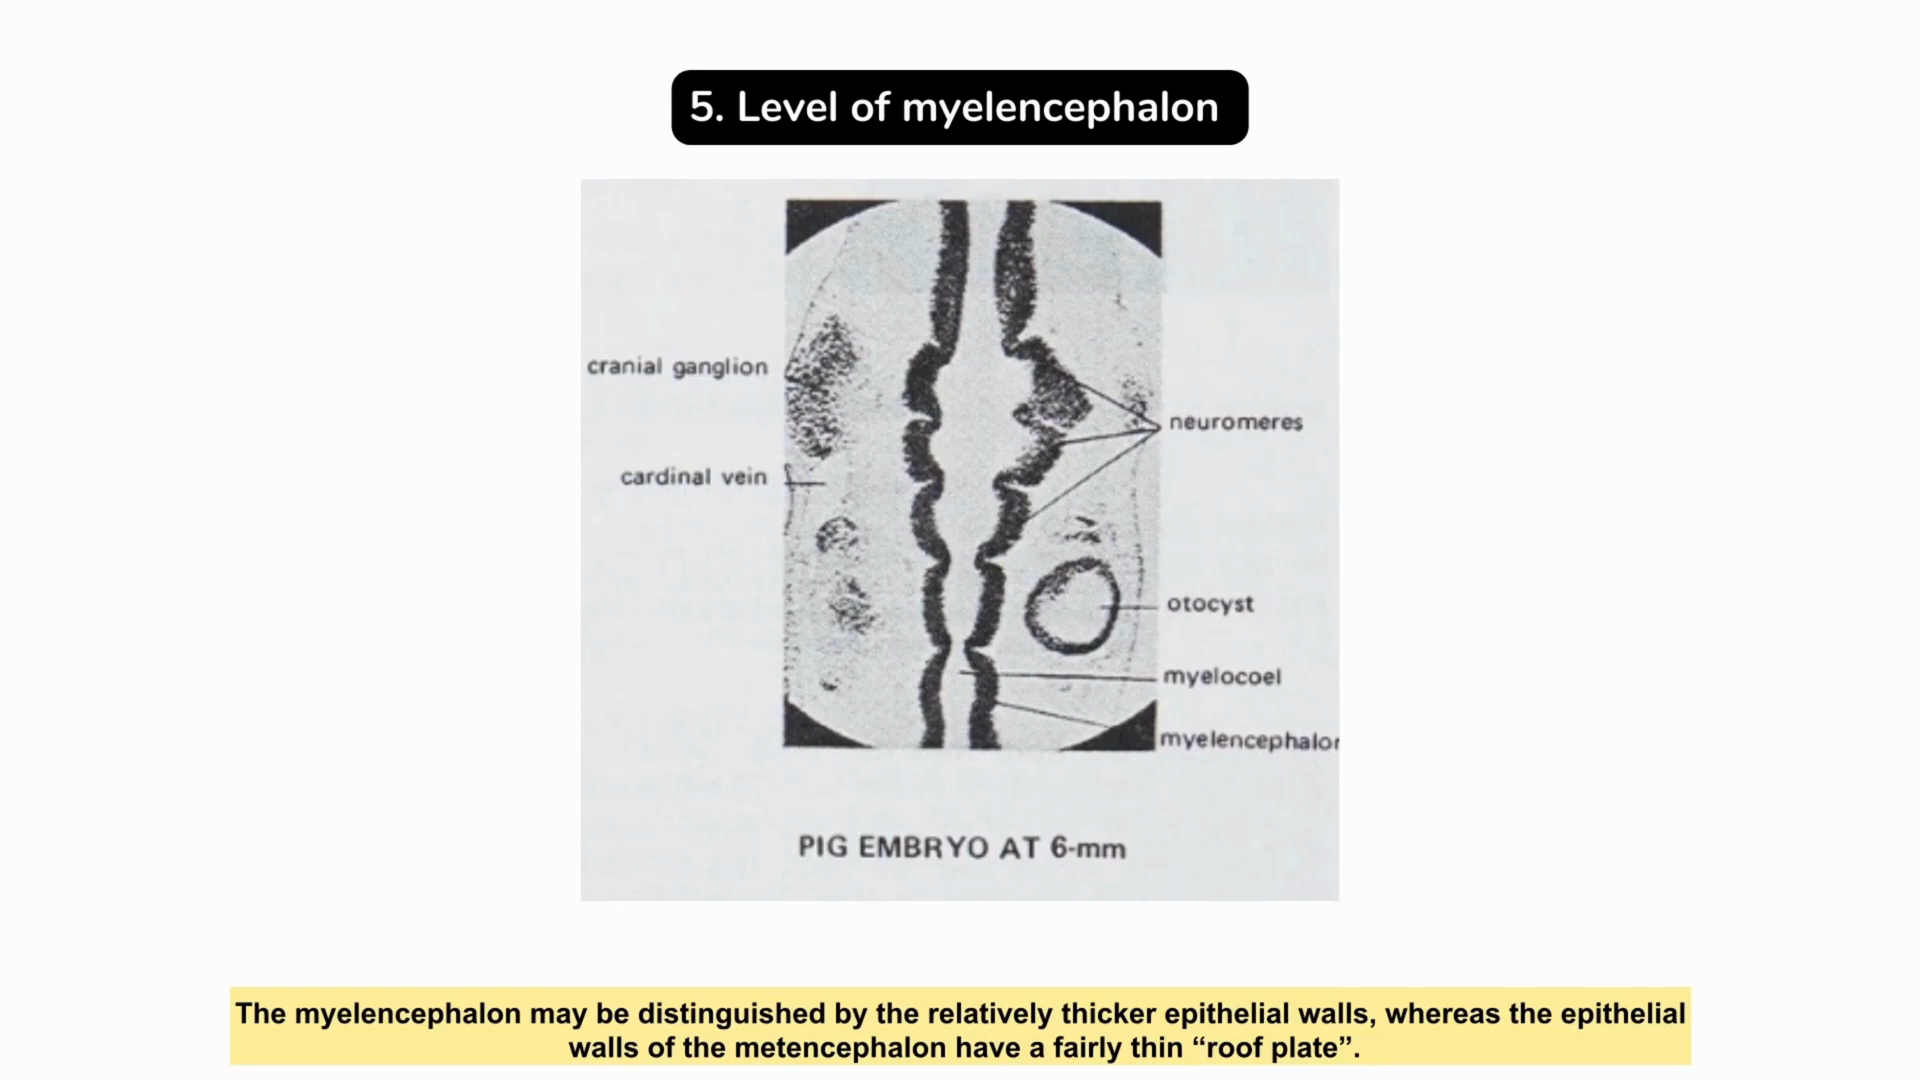 5. Level of myelencephalon
cranial ganglion
neuromeres
cardinal vein
otocyst
myelocoel
myelencephalon
PIG EMBRYO AT 6-mm
The myelencephalon may be distinguished by the relatively thicker epithelial walls, whereas the epithelial
walls of the metencephalon have a fairly thin “roof plate”.